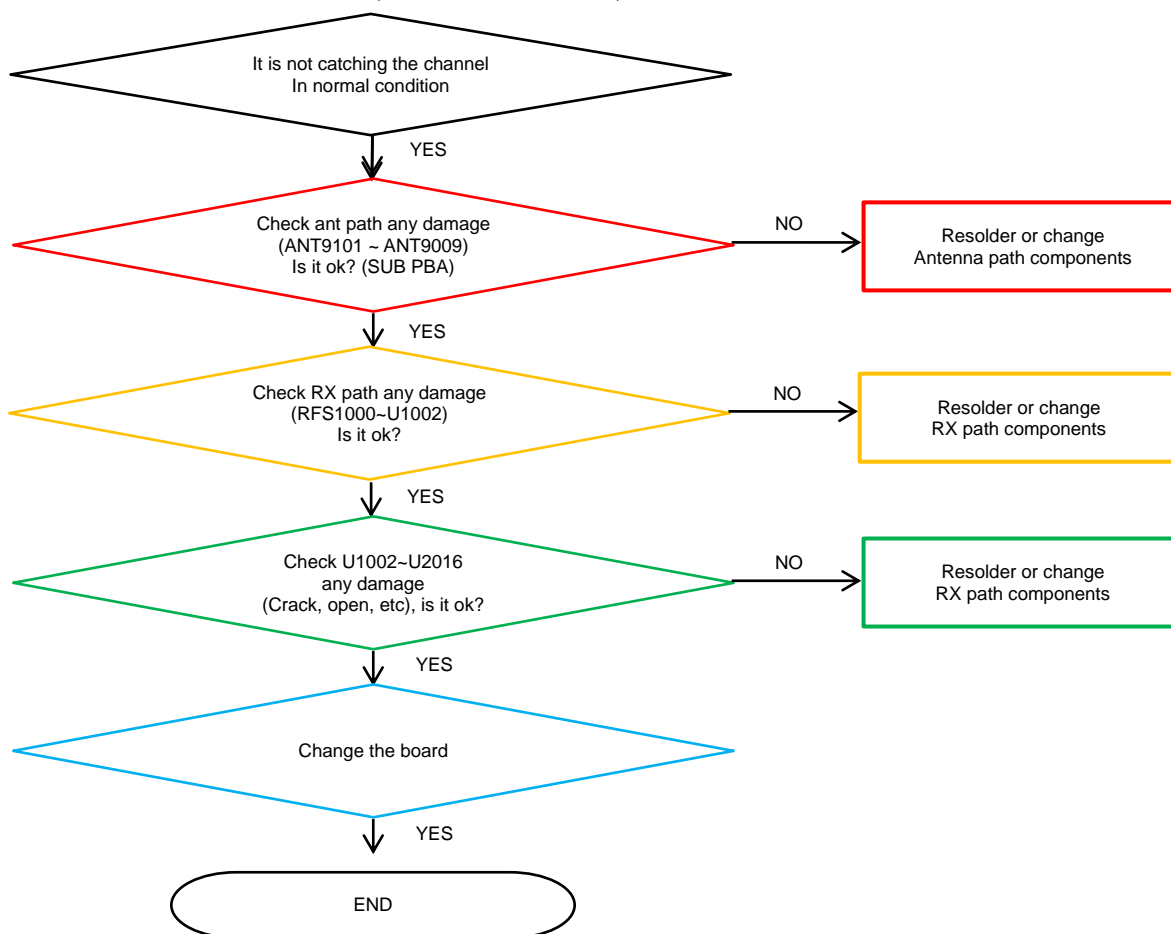 It is not catching the channel
In normal condition
YES
Check ant path any damage
(ANT9101 ~ ANT9009)
Is it ok? (SUB PBA)
NO
Resolder or change
Antenna path components
YES
Check RX path any damage
(RFS1000~U1002)
Is it ok?
NO
Resolder or change
RX path components
YES
Check U1002~U2016
any damage
(Crack, open, etc), is it ok?
NO
Resolder or change
RX path components
YES
Change the board
YES
END